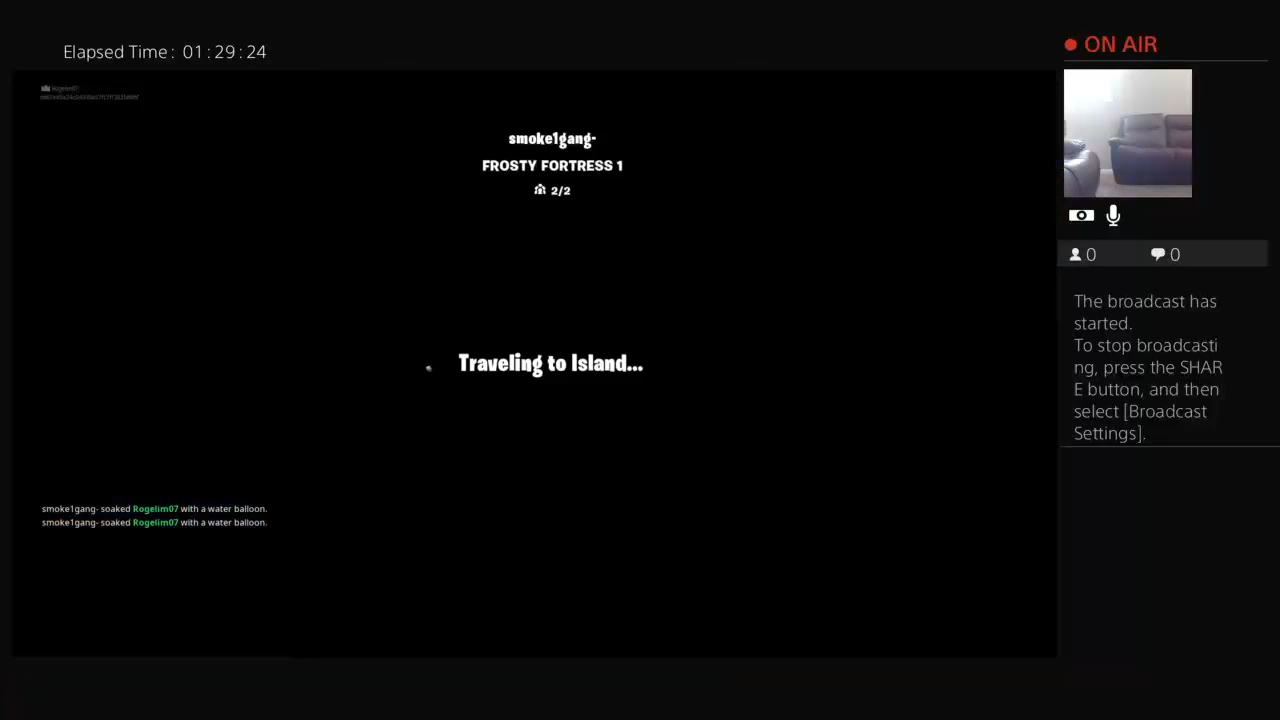 Elapsed Time: 01:29:24
ON AIR
Rogelim07
smoke1gang-
FROSTY FORTRESS 1
2/2
0 0
The broadcast has
started.
To stop broadcasti
ng, press the SHAR
E button, and then
select [Broadcast
Settings].
Traveling to Island...
smoke1gang- soaked Rogelim07 with a water balloon.
smoke1gang- soaked Rogelim07 with a water balloon.